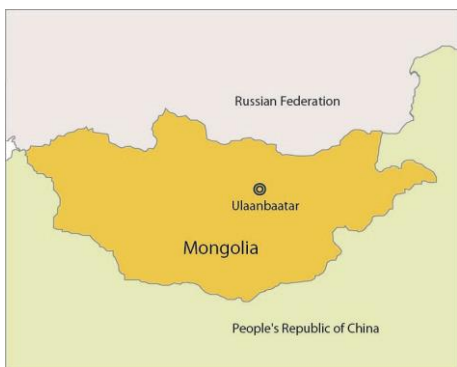 Russian Federation
Ulaanbaatar
Mongolia
People's Republic of China